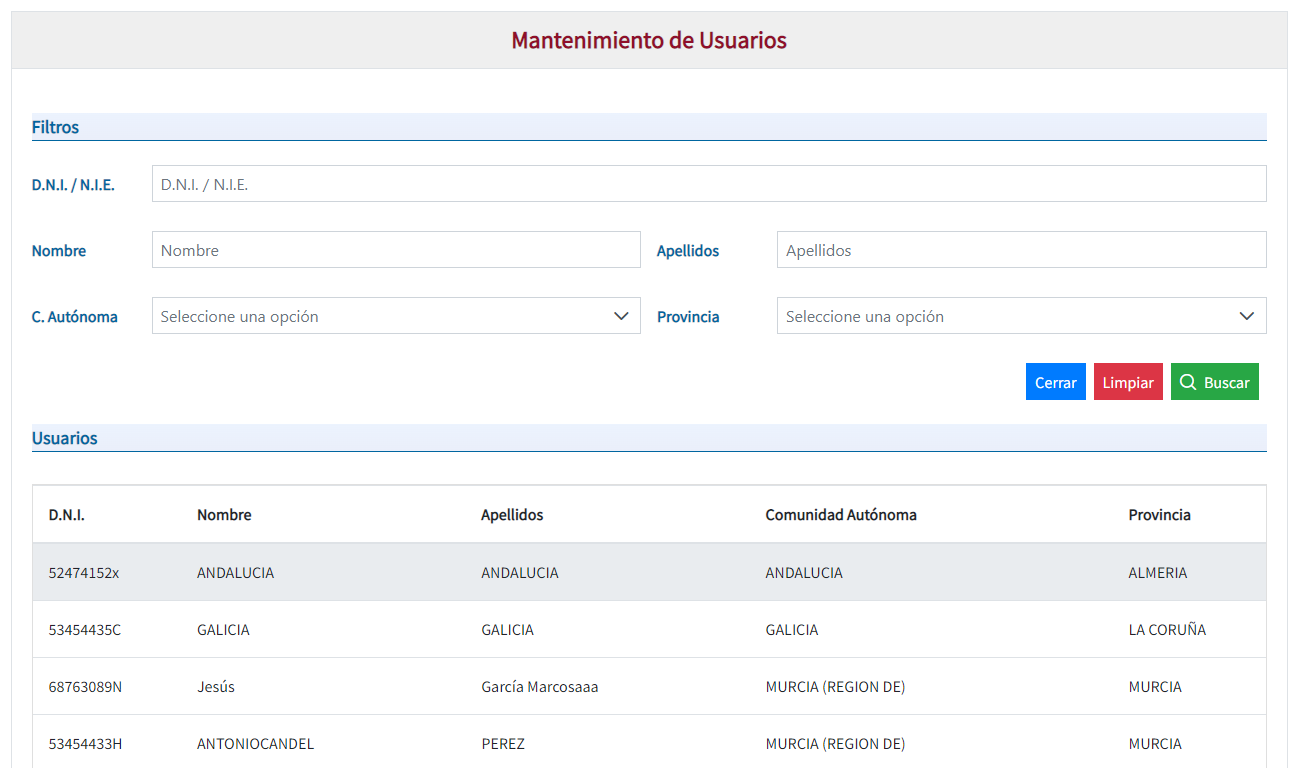 Mantenimiento de Usuarios
Filtros
D.N.I. / N.I.E. D.N.I. / N.I.E.
Nombre Nombre Apellidos Apellidos
C. Autónoma Seleccione una opción Provincia Seleccione una opción
Cerrar Limpiar Buscar
Usuarios
D.N.I. Nombre Apellidos Comunidad Autónoma Provincia
52474152x ANDALUCIA ANDALUCIA ANDALUCIA ALMERIA
53454435C GALICIA GALICIA GALICIA LA CORUÑA
68763089N Jesús García Marcosaaa MURCIA (REGION DE) MURCIA
53454433H ANTONIOCANDEL PEREZ MURCIA (REGION DE) MURCIA